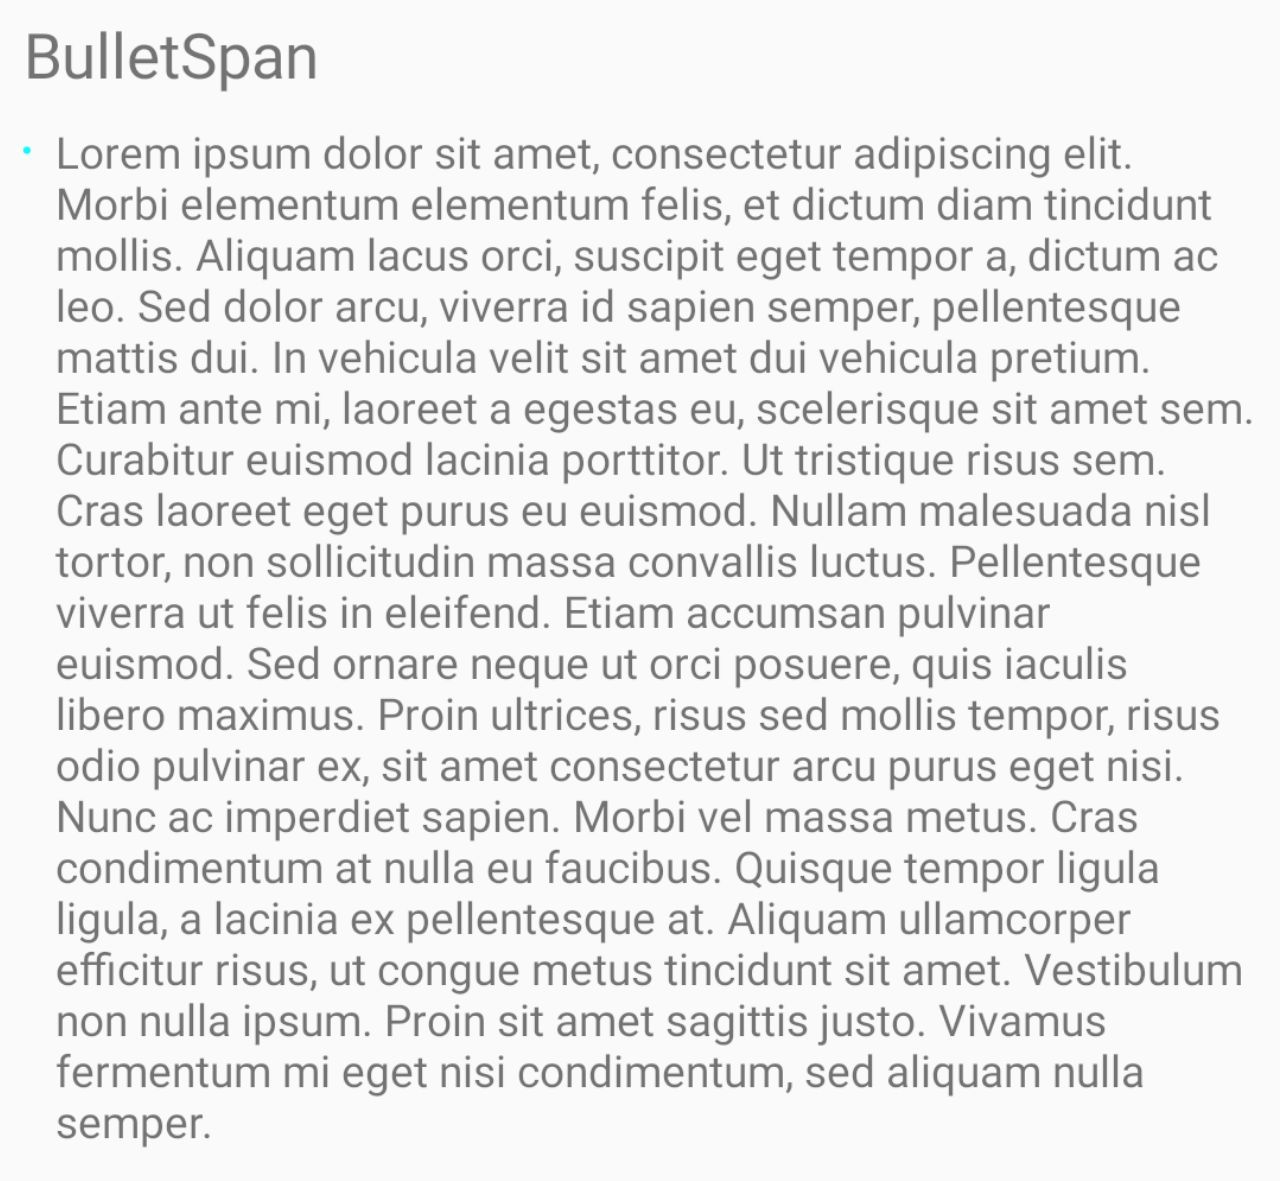 BulletSpan
• Lorem ipsum dolor sit amet, consectetur adipiscing elit.
Morbi elementum elementum felis, et dictum diam tincidunt
mollis. Aliquam lacus orci, suscipit eget tempor a, dictum ac
leo. Sed dolor arcu, viverra id sapien semper, pellentesque
mattis dui. In vehicula velit sit amet dui vehicula pretium.
Etiam ante mi, laoreet a egestas eu, scelerisque sit amet sem.
Curabitur euismod lacinia porttitor. Ut tristique risus sem.
Cras laoreet eget purus eu euismod. Nullam malesuada nisl
tortor, non sollicitudin massa convallis luctus. Pellentesque
viverra ut felis in eleifend. Etiam accumsan pulvinar
euismod. Sed ornare neque ut orci posuere, quis iaculis
libero maximus. Proin ultrices, risus sed mollis tempor, risus
odio pulvinar ex, sit amet consectetur arcu purus eget nisi.
Nunc ac imperdiet sapien. Morbi vel massa metus. Cras
condimentum at nulla eu faucibus. Quisque tempor ligula
ligula, a lacinia ex pellentesque at. Aliquam ullamcorper
efficitur risus, ut congue metus tincidunt sit amet. Vestibulum
non nulla ipsum. Proin sit amet sagittis justo. Vivamus
fermentum mi eget nisi condimentum, sed aliquam nulla
semper.